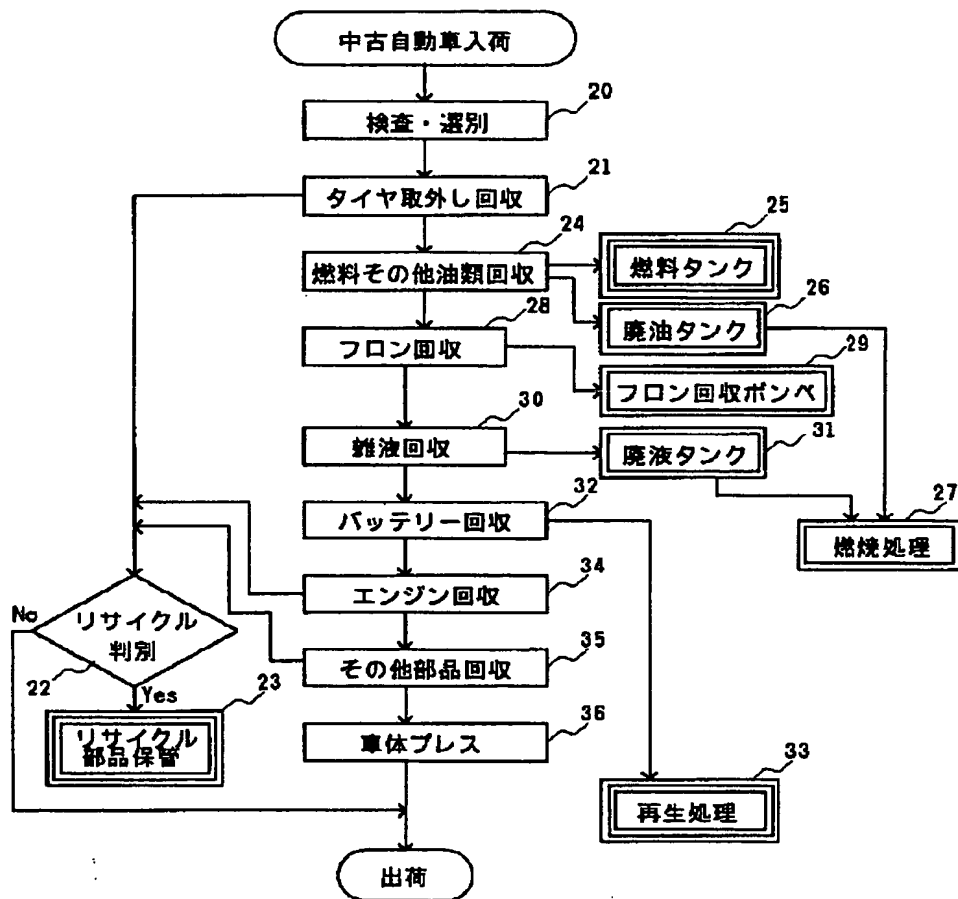 中古自動車入荷
20
検査・選別
21
タイヤ取外し回収
24
燃料その他油類回収
25
燃料タンク
26
廃油タンク
28
フロン回収
29
フロン回収ボンベ
30
雑液回収
31
廃液タンク
32
バッテリー回収
27
燃焼処理
34
エンジン回収
No
リサイクル
判別
22
Yes
35
その他部品回収
23
リサイクル
部品保管
36
車体プレス
33
再生処理
出荷